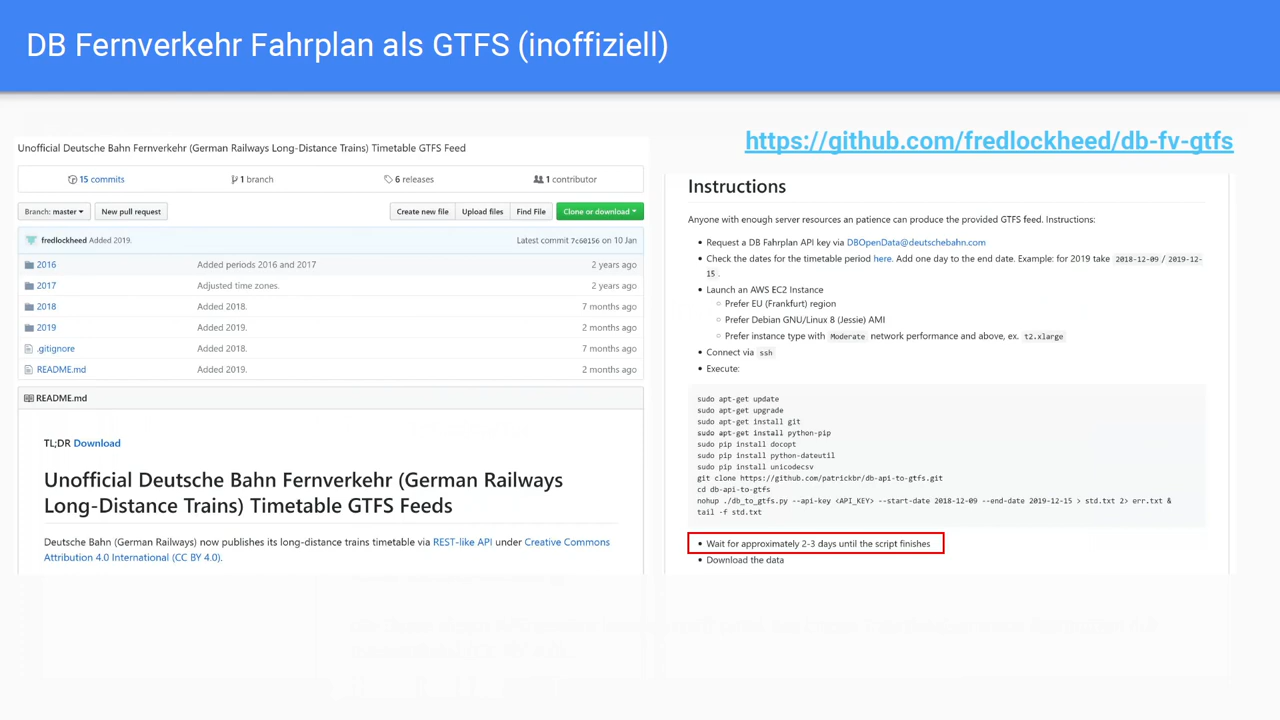 DB Fernverkehr Fahrplan als GTFS (inoffiziell)
https://github.com/fredlockheed/db-fv-gtfs
Unofficial Deutsche Bahn Fernverkehr (German Railways Long-Distance Trains) Timetable GTFS Feed
15 commits 1 branch 6 releases 1 contributor
Branch: master New pull request Create new file Upload files Find File Clone or download
fredlockheed Added 2019. Latest commit 7c60156 on 10 Jan
2016 Added periods 2016 and 2017 2 years ago
2017 Adjusted time zones. 2 years ago
2018 Added 2018. 7 months ago
2019 Added 2019. 2 months ago
.gitignore Added 2018. 7 months ago
README.md Added 2019. 2 months ago
README.md
TL;DR Download
Unofficial Deutsche Bahn Fernverkehr (German Railways
Long-Distance Trains) Timetable GTFS Feeds
Deutsche Bahn (German Railways) now publishes its long-distance trains timetable via REST-like API under Creative Commons
Attribution 4.0 International (CC BY 4.0).
Instructions
Anyone with enough server resources an patience can produce the provided GTFS feed. Instructions:
• Request a DB Fahrplan API key via DBOpenData@deutschebahn.com
• Check the dates for the timetable period here. Add one day to the end date. Example: for 2019 take 2018-12-09 / 2019-12-
15 .
• Launch an AWS EC2 Instance
○ Prefer EU (Frankfurt) region
○ Prefer Debian GNU/Linux 8 (Jessie) AMI
○ Prefer instance type with Moderate network performance and above, ex. t2.xlarge
• Connect via ssh
• Execute:
sudo apt-get update
sudo apt-get upgrade
sudo apt-get install git
sudo apt-get install python-pip
sudo pip install docopt
sudo pip install python-dateutil
sudo pip install unicodecsv
git clone https://github.com/patrickbr/db-api-to-gtfs.git
cd db-api-to-gtfs
nohup ./db_to_gtfs.py --api-key <API_KEY> --start-date 2018-12-09 --end-date 2019-12-15 > std.txt 2> err.txt &
tail -f std.txt
• Wait for approximately 2-3 days until the script finishes
• Download the data